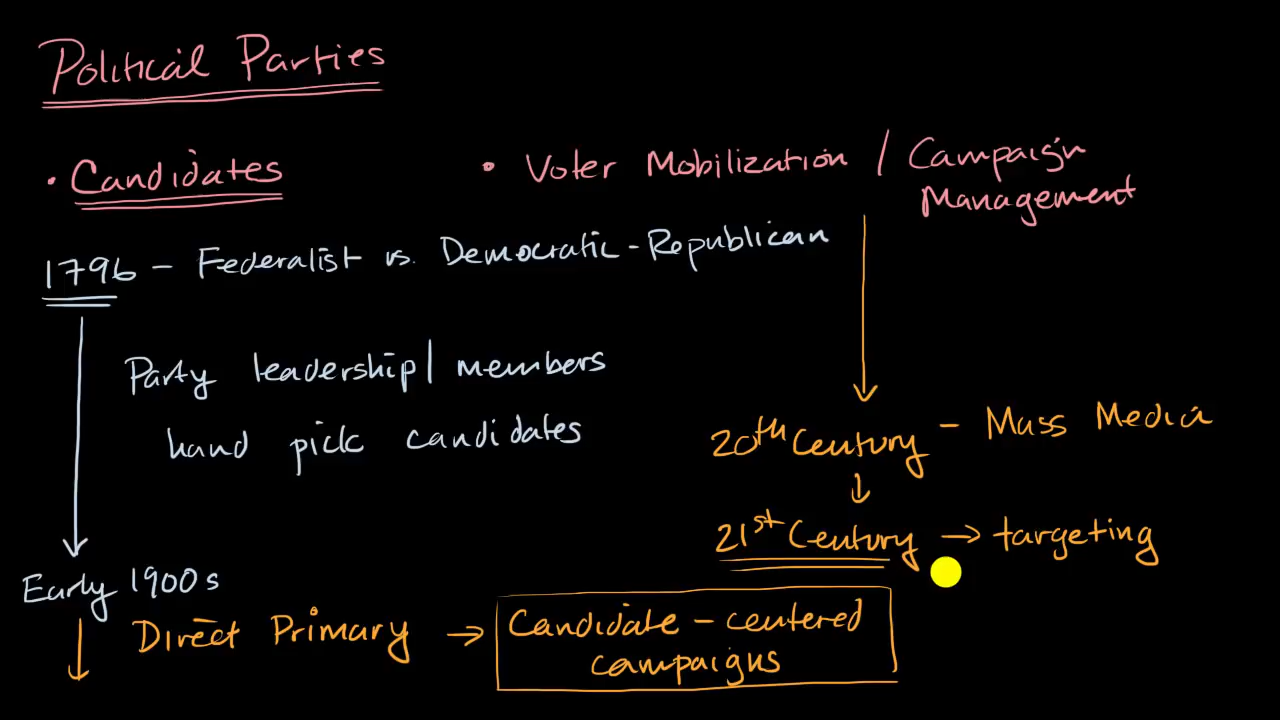 Political Parties
• Candidates
• Voter Mobilization / Campaign
Management
1796 – Federalist vs. Democratic-Republican
Party leadership/members
hand pick candidates
20th Century – Mass Media
21st Century → targeting
Early 1900s
Direct Primary → Candidate-centered
campaigns